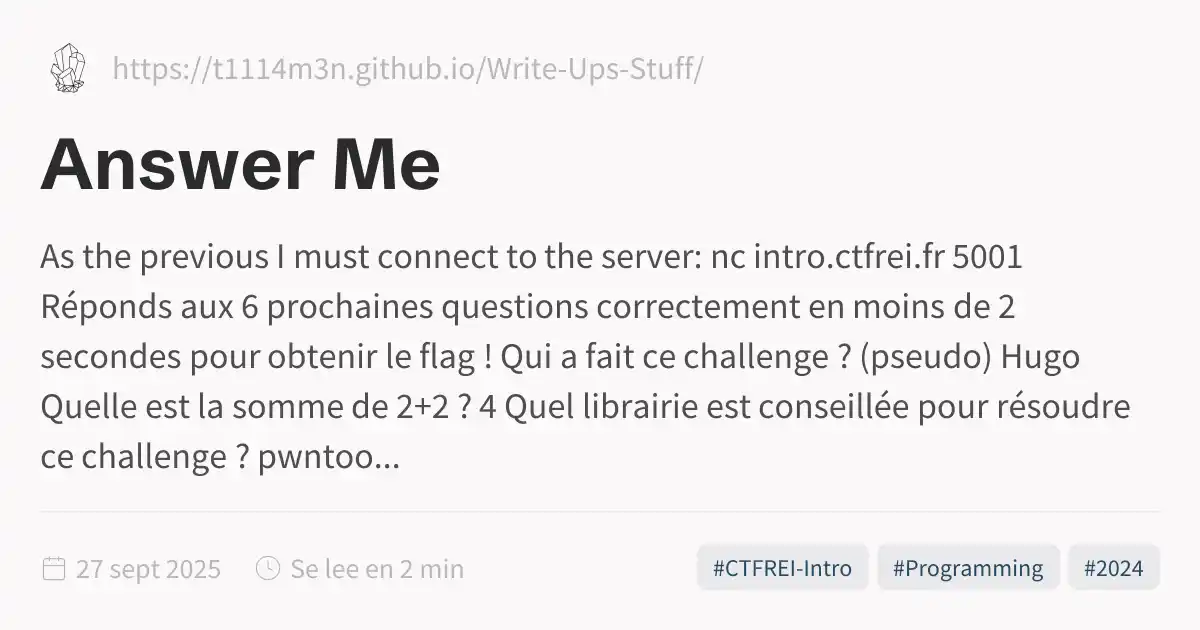 https://t1114m3n.github.io/Write-Ups-Stuff/
Answer Me
As the previous I must connect to the server: nc intro.ctfrei.fr 5001
Réponds aux 6 prochaines questions correctement en moins de 2
secondes pour obtenir le flag ! Qui a fait ce challenge ? (pseudo) Hugo
Quelle est la somme de 2+2 ? 4 Quel librairie est conseillée pour résoudre
ce challenge ? pwntoo...
27 sept 2025 Se lee en 2 min #CTFREI-Intro #Programming #2024